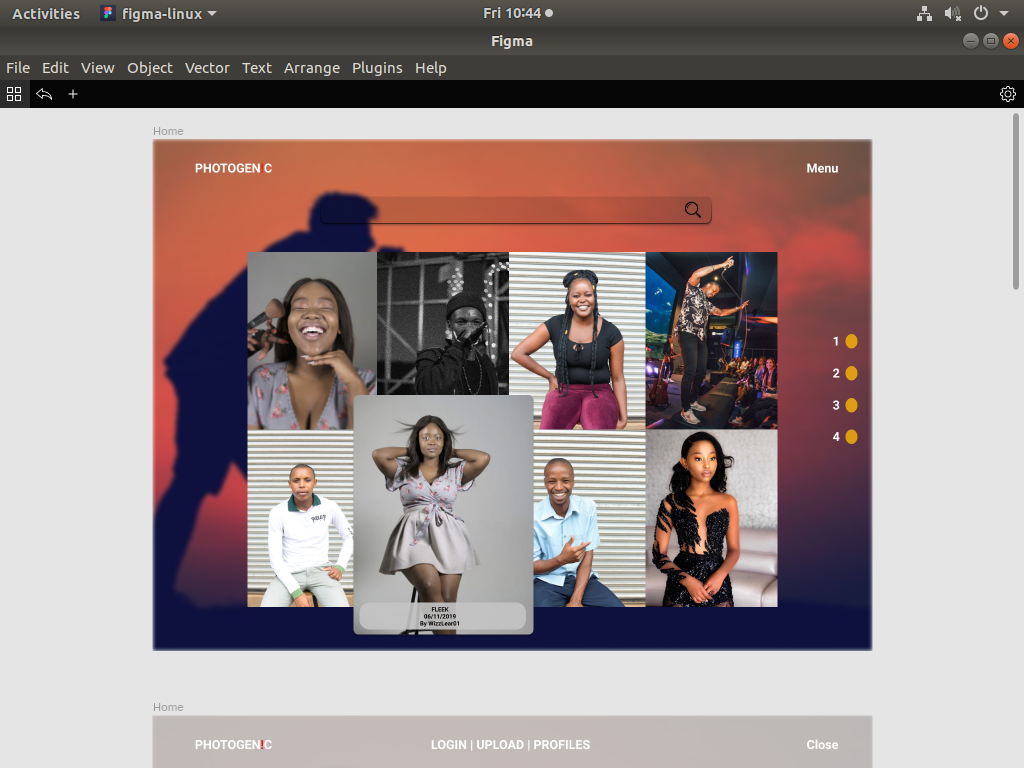 Activities figma-linux Fri 10:44
Figma
File Edit View Object Vector Text Arrange Plugins Help
Home
PHOTOGEN!C Menu
1
2
3
4
FLEEK
06/11/2019
By WizzLear01
Home
PHOTOGEN!C LOGIN | UPLOAD | PROFILES Close